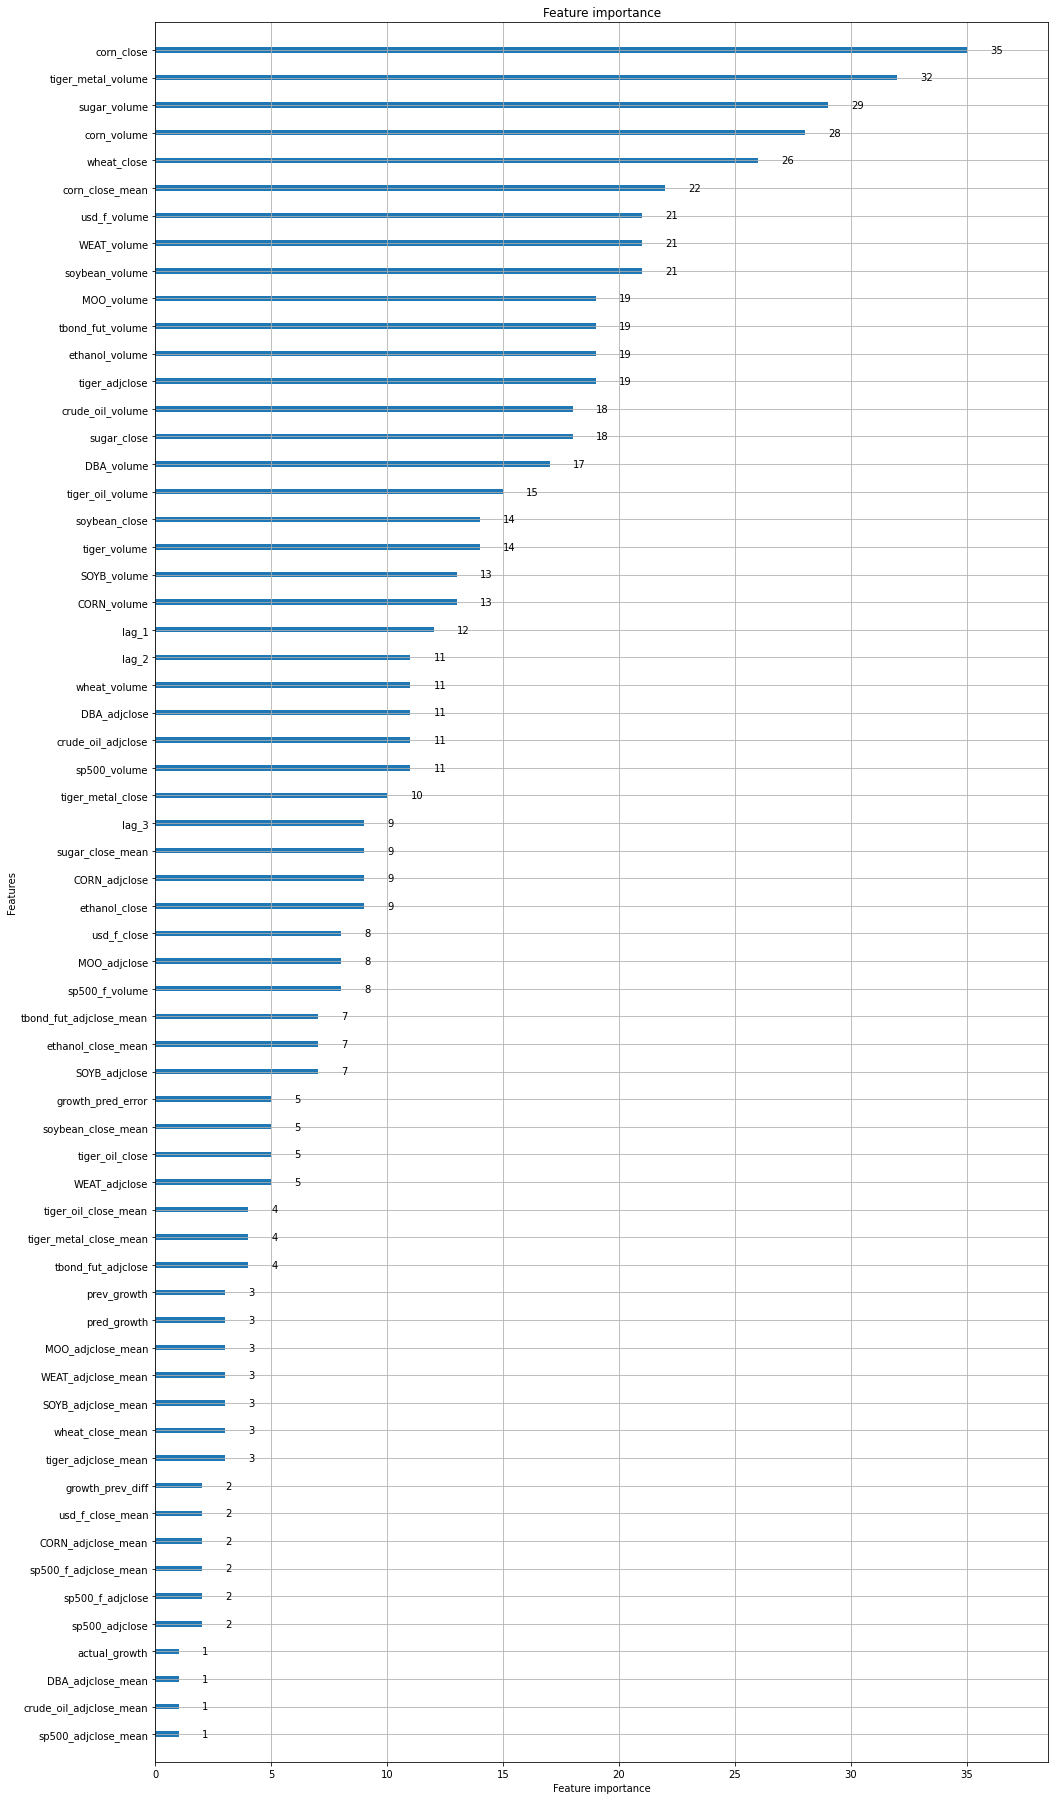 Feature importance
corn_close 35
tiger_metal_volume 32
sugar_volume 29
corn_volume 28
wheat_close 26
corn_close_mean 22
usd_f_volume 21
WEAT_volume 21
soybean_volume 21
MOO_volume 19
tbond_fut_volume 19
ethanol_volume 19
tiger_adjclose 19
crude_oil_volume 18
sugar_close 18
DBA_volume 17
tiger_oil_volume 15
soybean_close 14
tiger_volume 14
SOYB_volume 13
CORN_volume 13
lag_1 12
lag_2 11
wheat_volume 11
DBA_adjclose 11
crude_oil_adjclose 11
sp500_volume 11
tiger_metal_close 10
lag_3 9
sugar_close_mean 9
CORN_adjclose 9
ethanol_close 9
usd_f_close 8
MOO_adjclose 8
sp500_f_volume 8
tbond_fut_adjclose_mean 7
ethanol_close_mean 7
SOYB_adjclose 7
growth_pred_error 5
soybean_close_mean 5
tiger_oil_close 5
WEAT_adjclose 5
tiger_oil_close_mean 4
tiger_metal_close_mean 4
tbond_fut_adjclose 4
prev_growth 3
pred_growth 3
MOO_adjclose_mean 3
WEAT_adjclose_mean 3
SOYB_adjclose_mean 3
wheat_close_mean 3
tiger_adjclose_mean 3
growth_prev_diff 2
usd_f_close_mean 2
CORN_adjclose_mean 2
sp500_f_adjclose_mean 2
sp500_f_adjclose 2
sp500_adjclose 2
actual_growth 1
DBA_adjclose_mean 1
crude_oil_adjclose_mean 1
sp500_adjclose_mean 1
Features
0 5 10 15 20 25 30 35
Feature importance